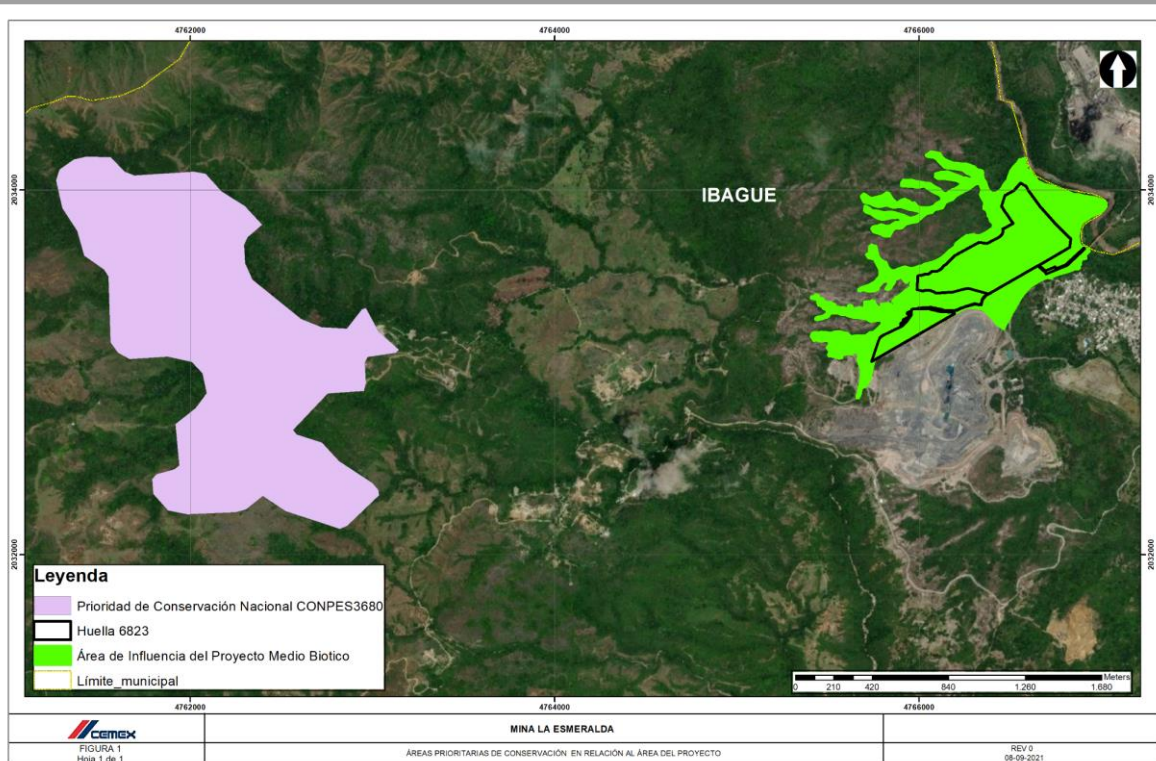 4762000
4764000
4766000
2034000
2034000
IBAGUE
2032000
2032000
Leyenda
Prioridad de Conservación Nacional CONPES3680
Huella 6823
Área de Influencia del Proyecto Medio Biotico
Límite_municipal
Meters
0 210 420 840 1.260 1.680
4762000
4764000
4766000
CEMEX
FIGURA 1
Hoja 1 de 1
MINA LA ESMERALDA
ÁREAS PRIORITARIAS DE CONSERVACIÓN EN RELACIÓN AL ÁREA DEL PROYECTO
REV 0
08-09-2021